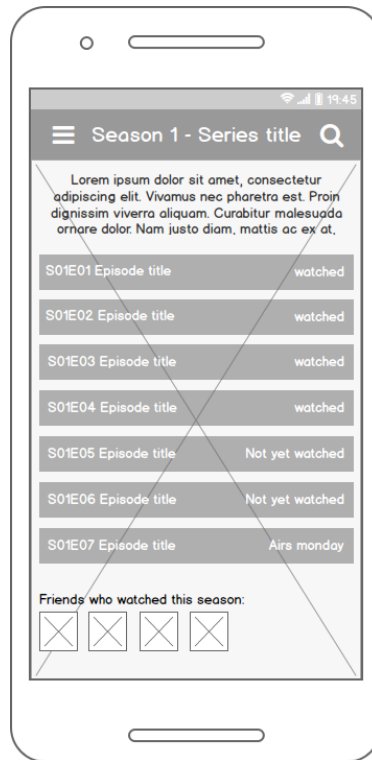 19:45
Season 1 - Series title
Lorem ipsum dolor sit amet, consectetur
adipiscing elit. Vivamus nec pharetra est. Proin
dignissim viverra aliquam. Curabitur malesuada
ornare dolor. Nam justo diam, mattis ac ex at,
S01E01 Episode title watched
S01E02 Episode title watched
S01E03 Episode title watched
S01E04 Episode title watched
S01E05 Episode title Not yet watched
S01E06 Episode title Not yet watched
S01E07 Episode title Airs monday
Friends who watched this season: